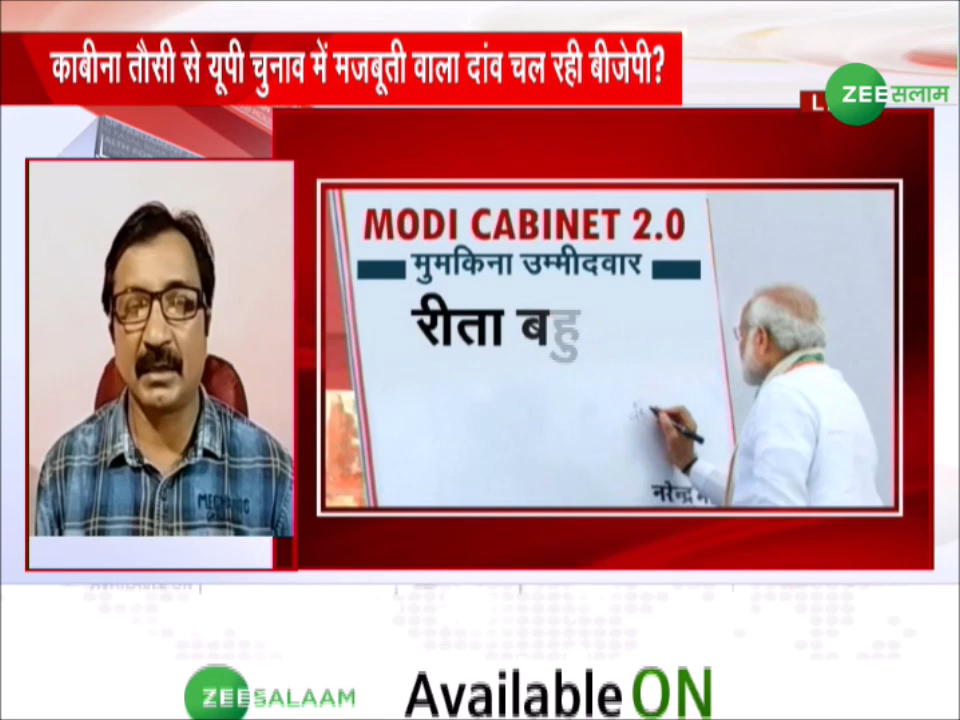 काबीना तौसी से यूपी चुनाव में मजबूती वाला दांव चल रही बीजेपी?
ZEE सलाम
MODI CABINET 2.0
मुमकिना उम्मीदवार
रीता बहु
ZEE SALAAM Available ON